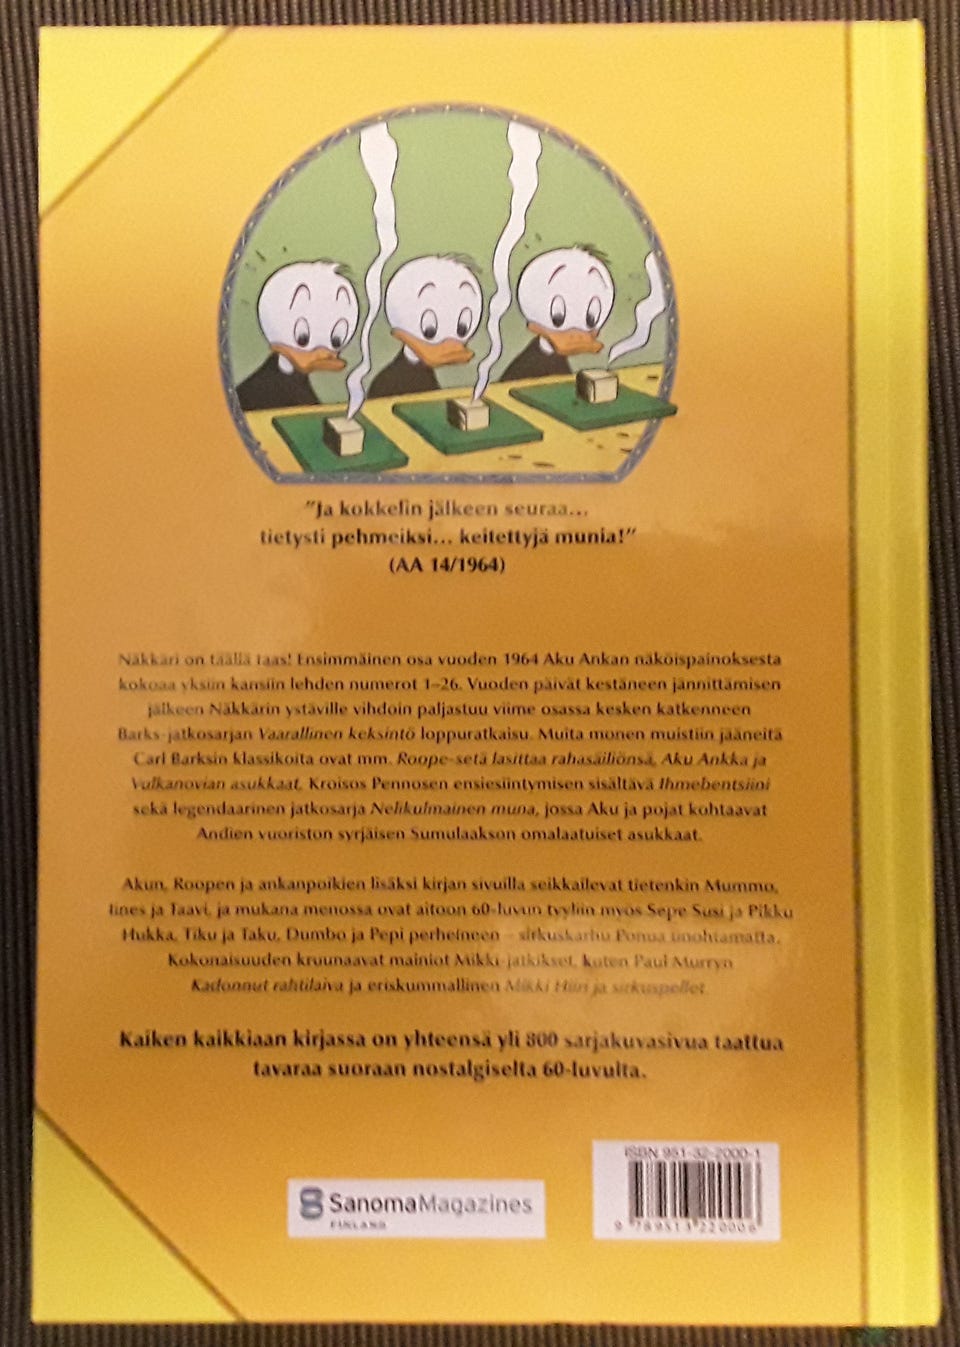 "Ja kokkelin jälkeen seuraa...
tietysti pehmeiksi... keitettyjä munia!"
(AA 14/1964)
Näkkäri on täällä taas! Ensimmäinen osa vuoden 1964 Aku Ankan näköispainoksesta
kokoaa yksiin kansiin lehden numerot 1–26. Vuoden päivät kestäneen jännittämisen
jälkeen Näkkärin ystäville vihdoin paljastuu viime osassa kesken katkenneen
Barks-jatkosarjan Vaarallinen keksintö loppuratkaisu. Muita monen muistiin jääneitä
Carl Barksin klassikoita ovat mm. Roope-setä lasittaa rahasäiliönsä, Aku Ankka ja
Vulkanovian asukkaat, Kroisos Pennosen ensiesiintymisen sisältävä Ihmebentsiini
sekä legendaarinen jatkosarja Nelikulmainen muna, jossa Aku ja pojat kohtaavat
Andien vuoriston syrjäisen Sumulaakson omalaatuiset asukkaat.
Akun, Roopen ja ankanpoikien lisäksi kirjan sivuilla seikkailevat tietenkin Mummo,
Iines ja Taavi, ja mukana menossa ovat aitoon 60-luvun tyyliin myös Sepe Susi ja Pikku
Hukka, Tiku ja Taku, Dumbo ja Pepi perheineen – sirkuskarhu Ponua unohtamatta.
Kokonaisuuden kruunaavat mainiot Mikki-jatkikset, kuten Paul Murryn
Kadonnut rahtilaiva ja eriskummallinen Mikki Hiiri ja sirkuspellet.
Kaiken kaikkiaan kirjassa on yhteensä yli 800 sarjakuvasivua taattua
tavaraa suoraan nostalgiselta 60-luvulta.
ISBN 951-32-2000-1
SanomaMagazines
FINLAND
9 789513 220006